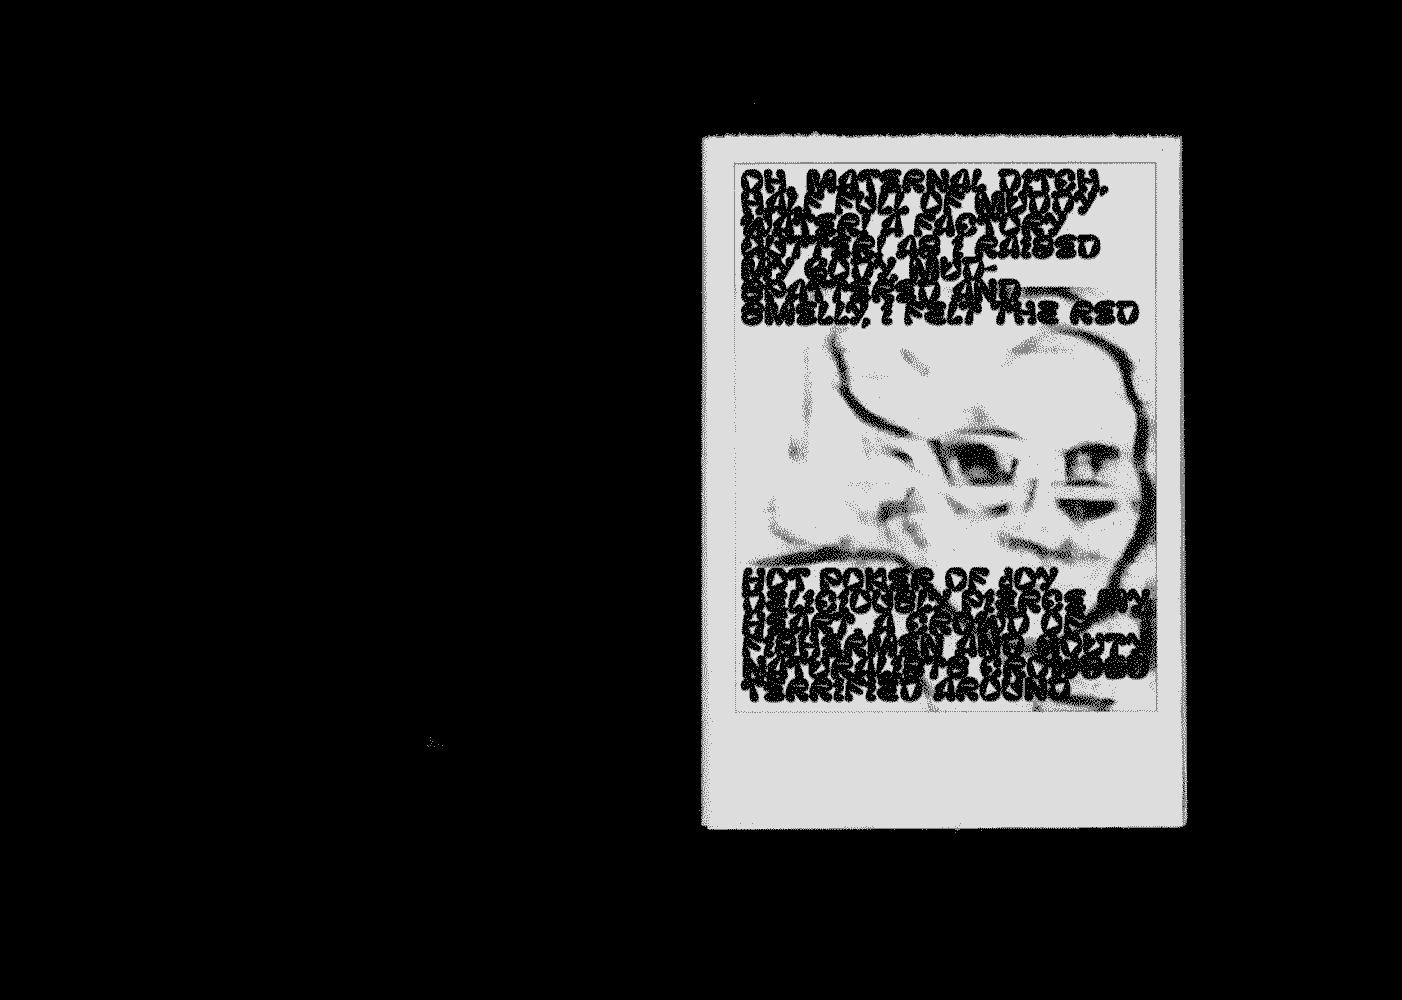 OH, MATERNAL DITCH,
HALF FULL OF MUDDY
WATER! A FACTORY
GUTTER! AS I RAISED
MY BODY, MUD-
SPATTERED AND
SMELLY, I FELT THE RED
HOT POKER OF JOY
DELICIOUSLY PIERCE MY
HEART. A CROWD OF
FISHERMEN AND GOUTY
NATURALISTS CROWDED
TERRIFIED AROUND